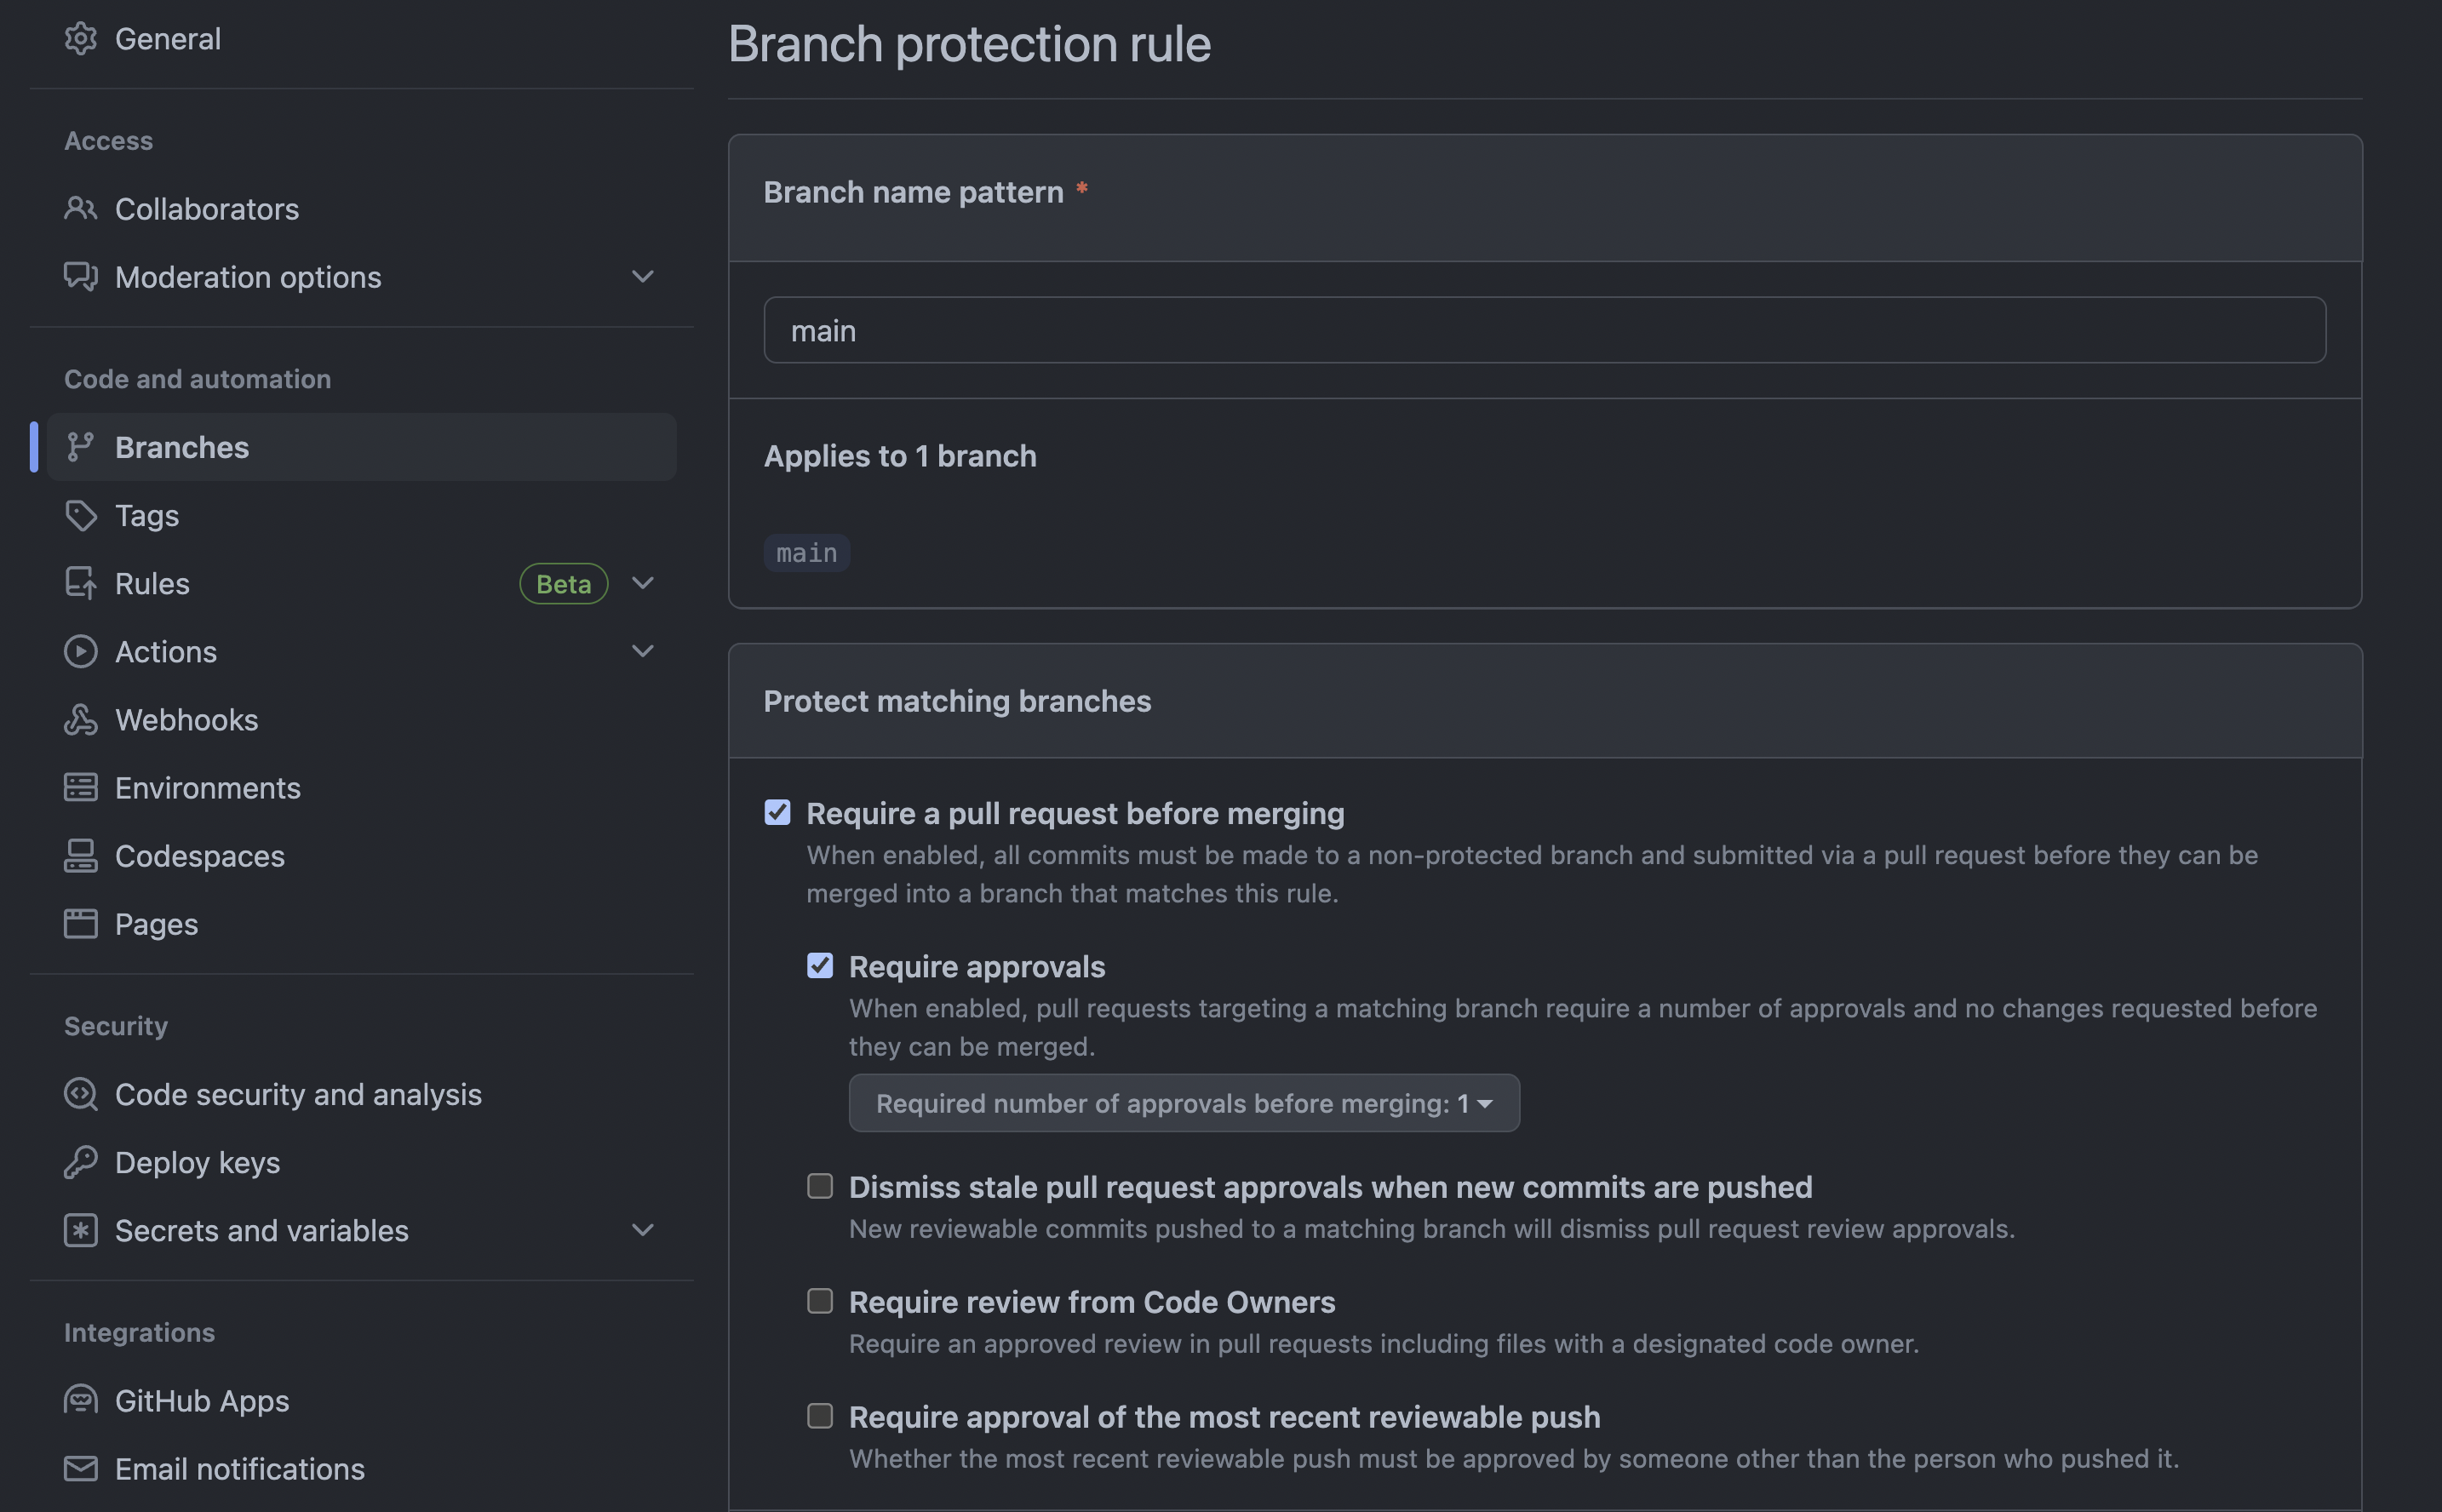 General
Access
Collaborators
Moderation options
Code and automation
Branches
Tags
Rules Beta
Actions
Webhooks
Environments
Codespaces
Pages
Security
Code security and analysis
Deploy keys
Secrets and variables
Integrations
GitHub Apps
Email notifications
Branch protection rule
Branch name pattern *
main
Applies to 1 branch
main
Protect matching branches
Require a pull request before merging
When enabled, all commits must be made to a non-protected branch and submitted via a pull request before they can be
merged into a branch that matches this rule.
Require approvals
When enabled, pull requests targeting a matching branch require a number of approvals and no changes requested before
they can be merged.
Required number of approvals before merging: 1
Dismiss stale pull request approvals when new commits are pushed
New reviewable commits pushed to a matching branch will dismiss pull request review approvals.
Require review from Code Owners
Require an approved review in pull requests including files with a designated code owner.
Require approval of the most recent reviewable push
Whether the most recent reviewable push must be approved by someone other than the person who pushed it.